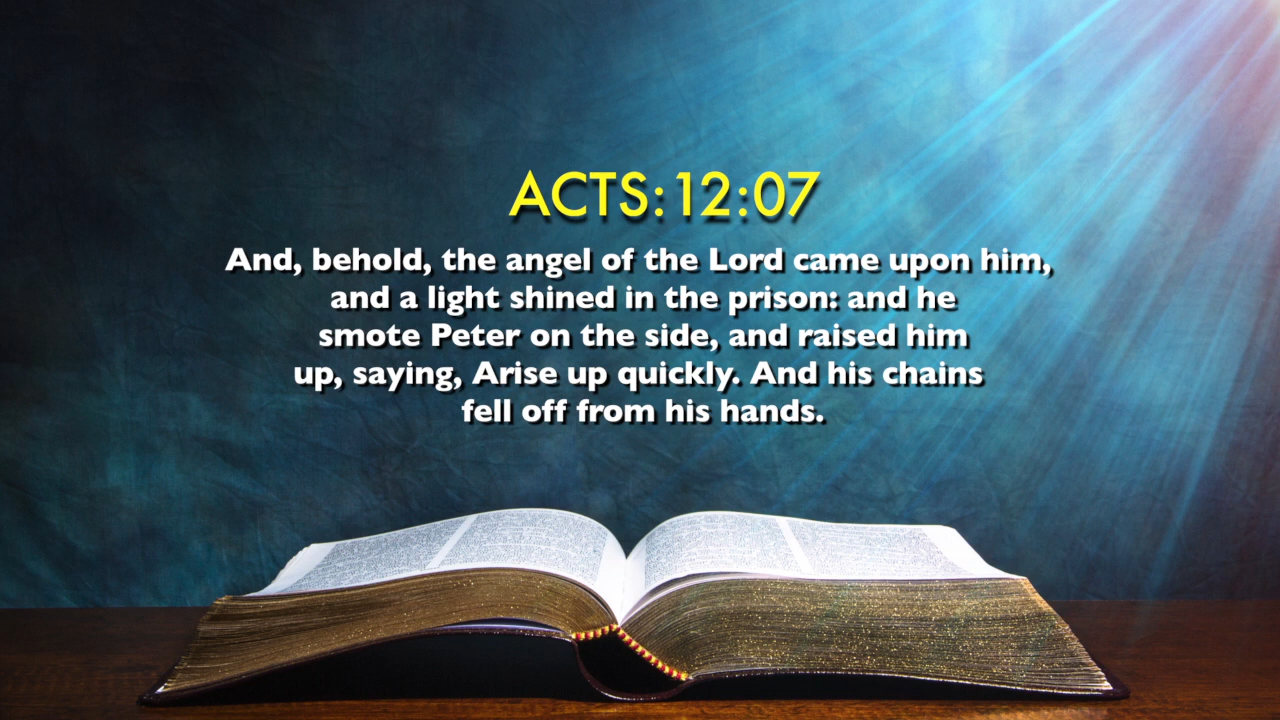 ACTS:12:07
And, behold, the angel of the Lord came upon him,
and a light shined in the prison: and he
smote Peter on the side, and raised him
up, saying, Arise up quickly. And his chains
fell off from his hands.